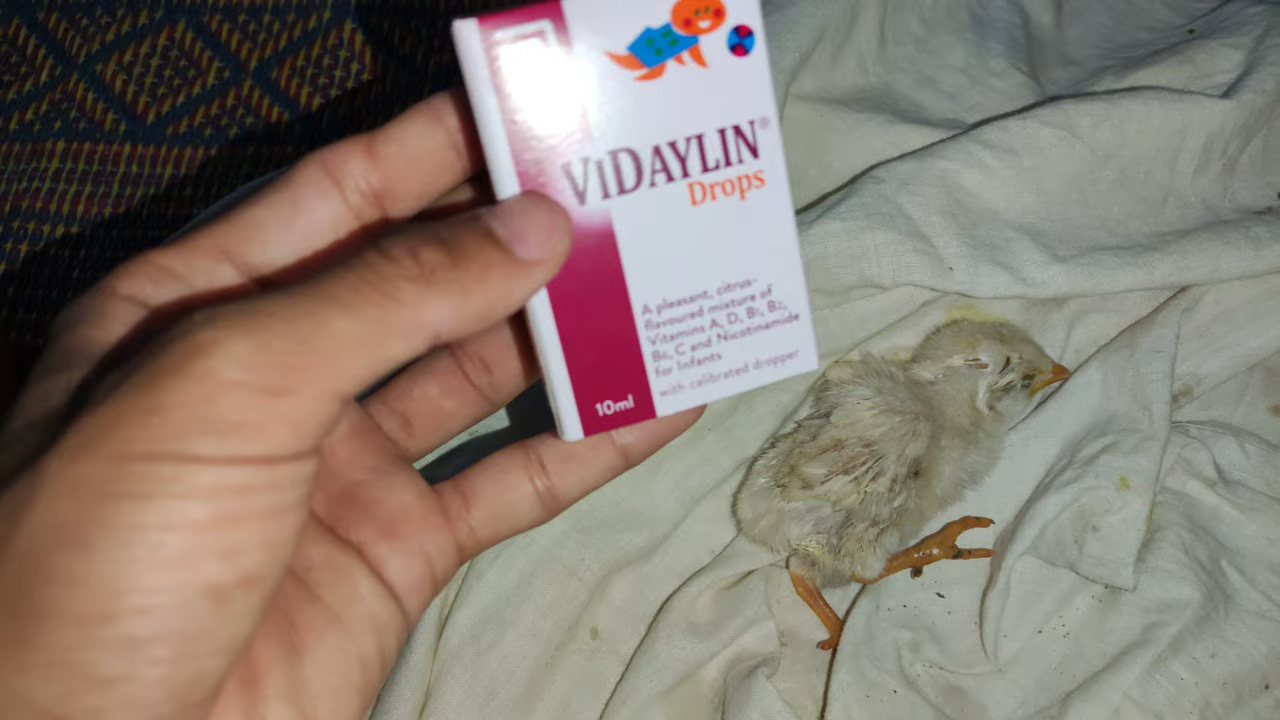 ViDAYLIN®
Drops
A pleasant, citrus-
flavoured mixture of
Vitamins A, D, B1, B2,
B6, C and Nicotinamide
for Infants
with calibrated dropper
10ml